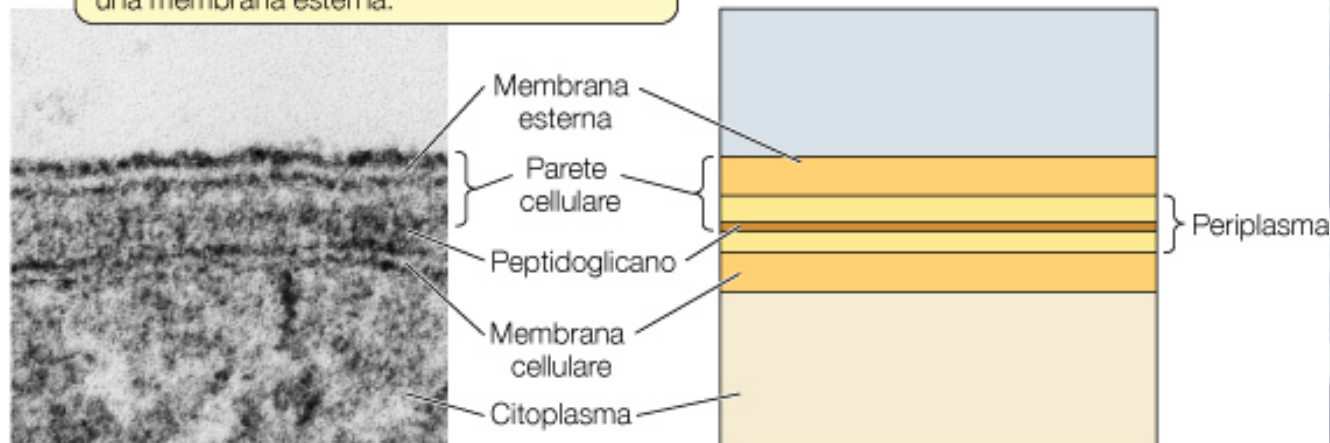 una membrana esterna.
Membrana
esterna
Parete
cellulare
Periplasma
Peptidoglicano
Membrana
cellulare
Citoplasma